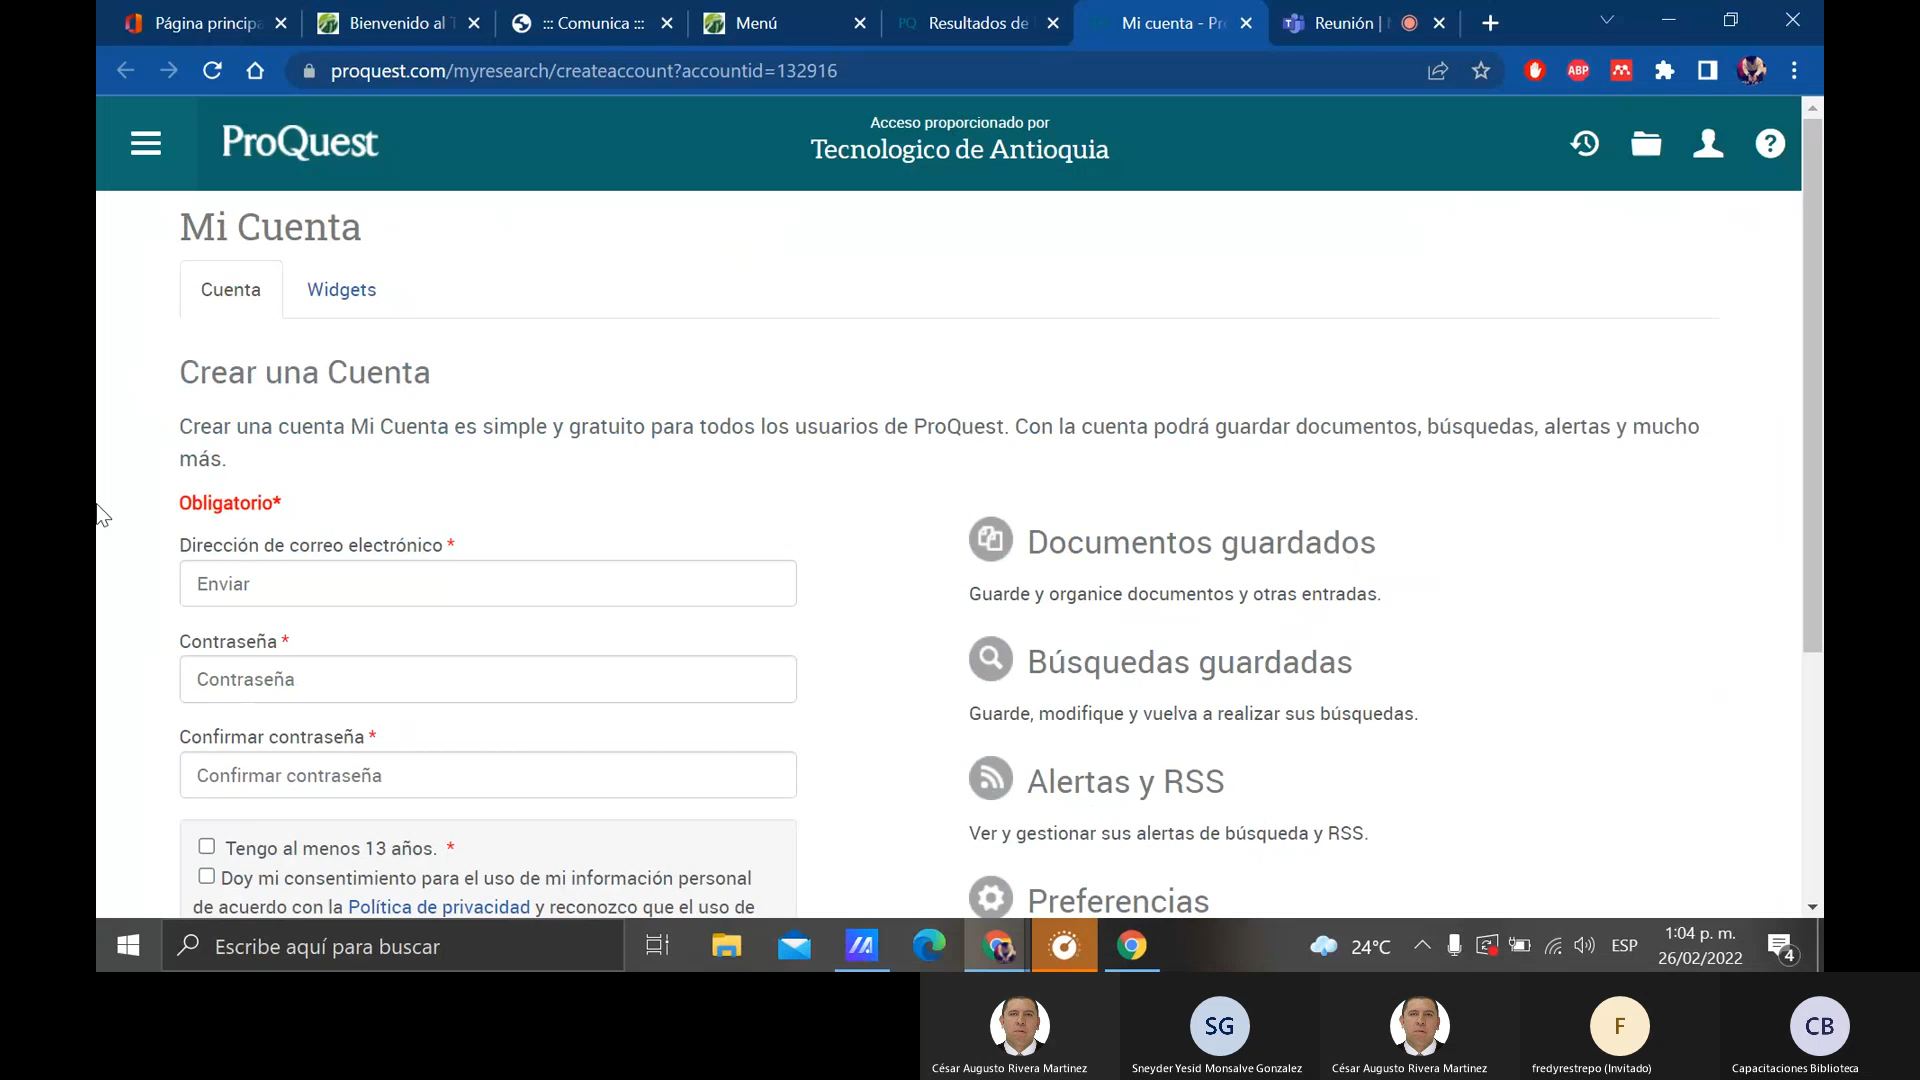 Página principa
Bienvenido al T
::: Comunica :::
Menú
PQ
Resultados de
Mi cuenta - Pr
Reunión |
proquest.com/myresearch/createaccount?accountid=132916
ABP
ProQuest
Acceso proporcionado por
Tecnologico de Antioquia
?
Mi Cuenta
Cuenta
Widgets
Crear una Cuenta
Crear una cuenta Mi Cuenta es simple y gratuito para todos los usuarios de ProQuest. Con la cuenta podrá guardar documentos, búsquedas, alertas y mucho
más.
Obligatorio*
Dirección de correo electrónico *
Enviar
Contraseña *
Contraseña
Confirmar contraseña *
Confirmar contraseña
Tengo al menos 13 años. *
Doy mi consentimiento para el uso de mi información personal
de acuerdo con la Política de privacidad y reconozco que el uso de
Documentos guardados
Guarde y organice documentos y otras entradas.
Búsquedas guardadas
Guarde, modifique y vuelva a realizar sus búsquedas.
Alertas y RSS
Ver y gestionar sus alertas de búsqueda y RSS.
Preferencias
Escribe aquí para buscar
24°C
ESP
1:04 p. m.
26/02/2022
4
César Augusto Rivera Martinez
SG
Sneyder Yesid Monsalve Gonzalez
César Augusto Rivera Martinez
F
fredyrestrepo (Invitado)
CB
Capacitaciones Biblioteca